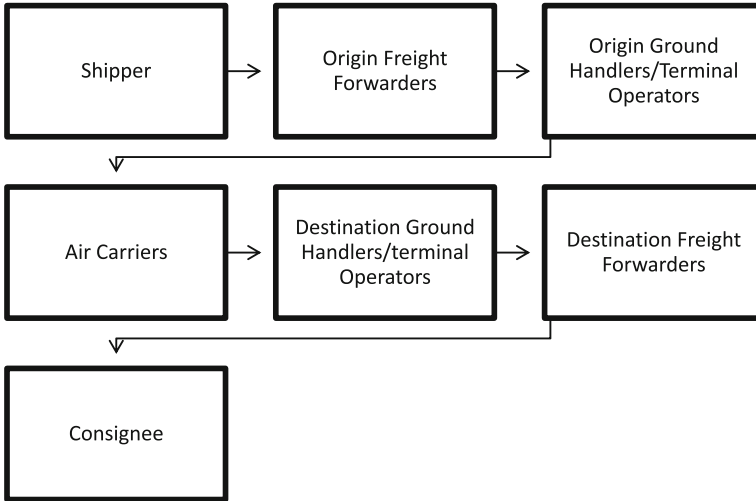 Shipper
Origin Freight
Forwarders
Origin Ground
Handlers/Terminal
Operators
Air Carriers
Destination Ground
Handlers/terminal
Operators
Destination Freight
Forwarders
Consignee